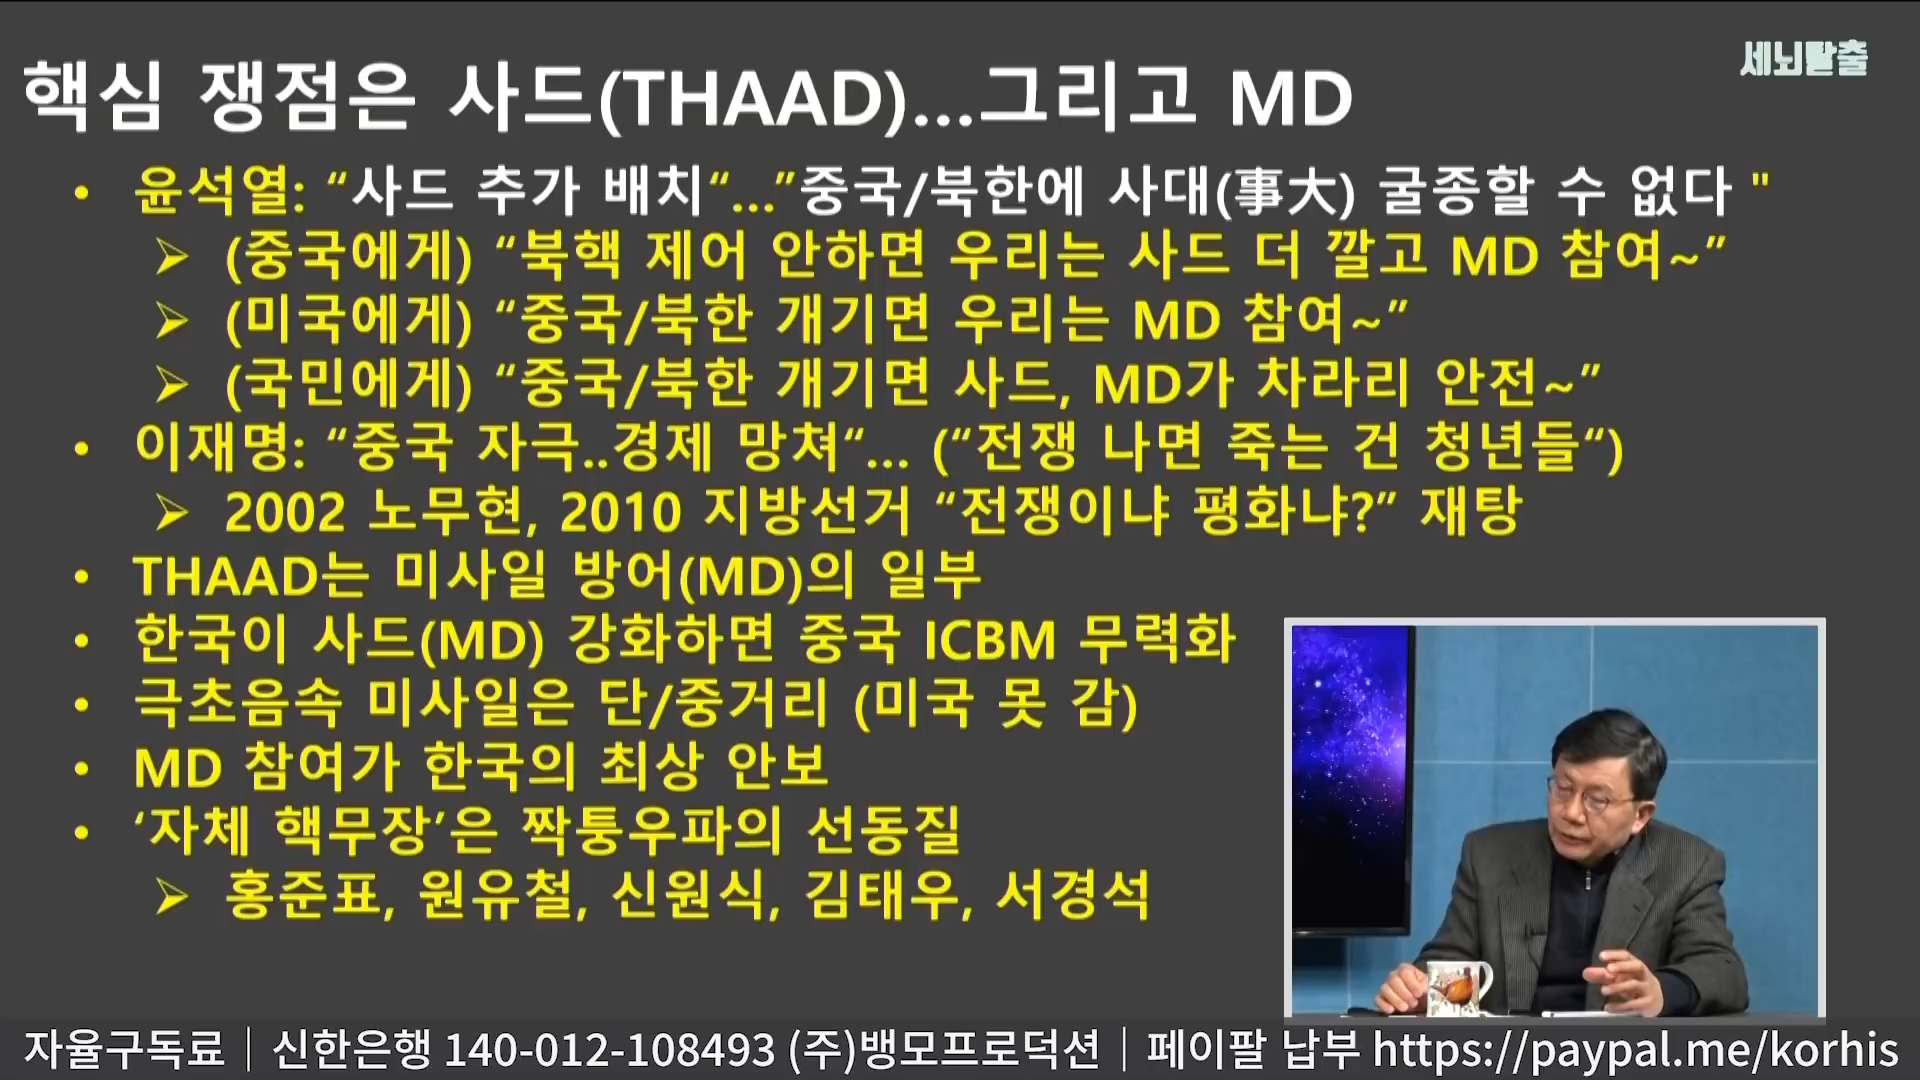 핵심 쟁점은 사드(THAAD)...그리고 MD
세뇌탈출
• 윤석열: “사드 추가 배치“...”중국/북한에 사대(事大) 굴종할 수 없다 "
➢ (중국에게) “북핵 제어 안하면 우리는 사드 더 깔고 MD 참여~”
➢ (미국에게) “중국/북한 개기면 우리는 MD 참여~”
➢ (국민에게) “중국/북한 개기면 사드, MD가 차라리 안전~”
• 이재명: “중국 자극..경제 망쳐“... (“전쟁 나면 죽는 건 청년들“)
➢ 2002 노무현, 2010 지방선거 “전쟁이냐 평화냐?” 재탕
• THAAD는 미사일 방어(MD)의 일부
• 한국이 사드(MD) 강화하면 중국 ICBM 무력화
• 극초음속 미사일은 단/중거리 (미국 못 감)
• MD 참여가 한국의 최상 안보
• ‘자체 핵무장’은 짝퉁우파의 선동질
➢ 홍준표, 원유철, 신원식, 김태우, 서경석
자율구독료｜신한은행 140-012-108493 (주)뱅모프로덕션｜페이팔 납부 https://paypal.me/korhis